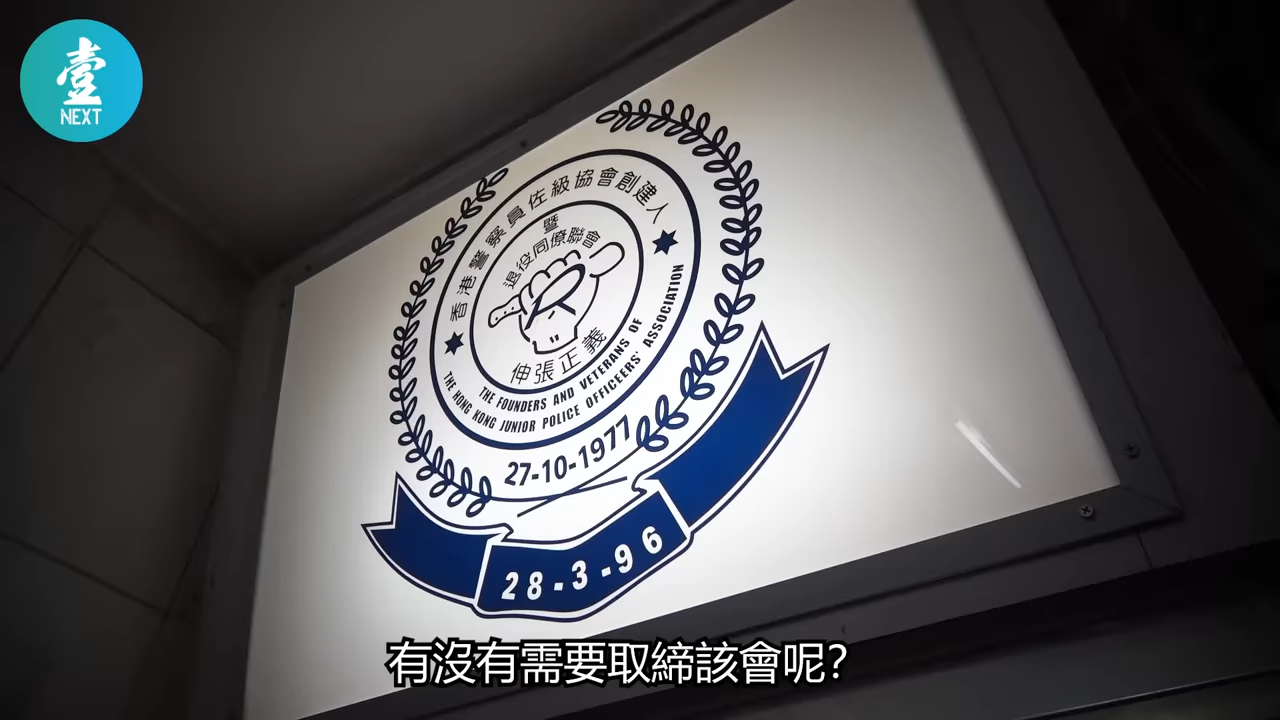 壹
NEXT
香港警察員佐級協會創建人
暨
退役同僚聯會
伸張正義
THE FOUNDERS AND VETERANS OF
THE HONG KONG JUNIOR POLICE OFFICEERS' ASSOCIATION
27-10-1977
28-3-96
有沒有需要取締該會呢?